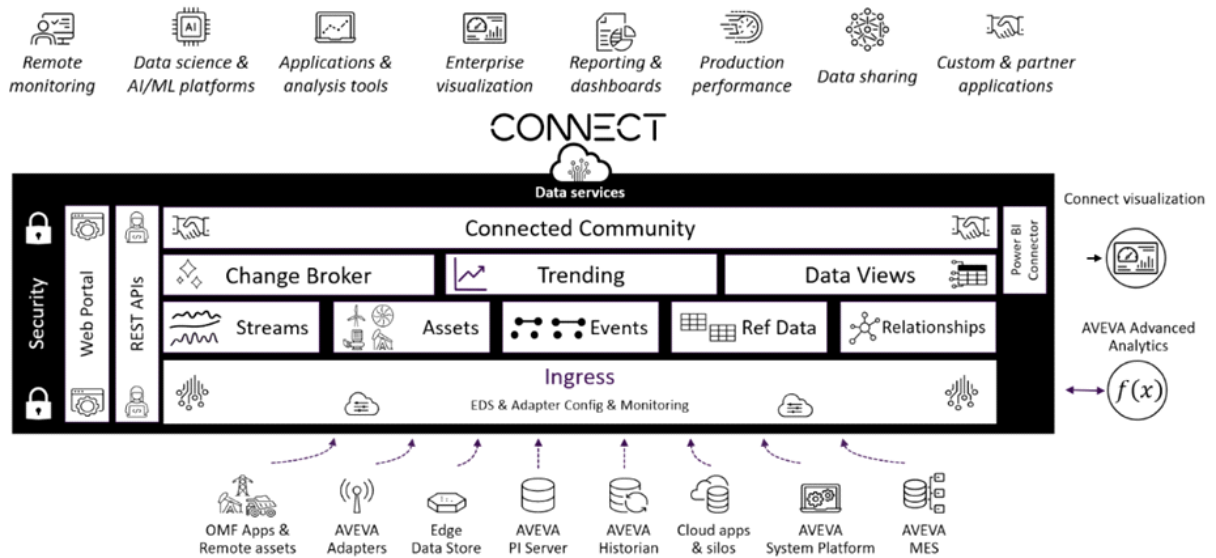 Remote
monitoring
Data science &
AI/ML platforms
Applications &
analysis tools
Enterprise
visualization
Reporting &
dashboards
Production
performance
Data sharing
Custom & partner
applications
AI
CONNECT
Data services
Security
Web Portal
REST APIs
Connected Community
Change Broker
Trending
Data Views
Streams
Assets
Events
Ref Data
Relationships
Ingress
EDS & Adapter Config & Monitoring
Power BI
Connector
Connect visualization
AVEVA Advanced
Analytics
f(x)
OMF Apps &
Remote assets
AVEVA
Adapters
Edge
Data Store
AVEVA
PI Server
AVEVA
Historian
Cloud apps
& silos
AVEVA
System Platform
AVEVA
MES